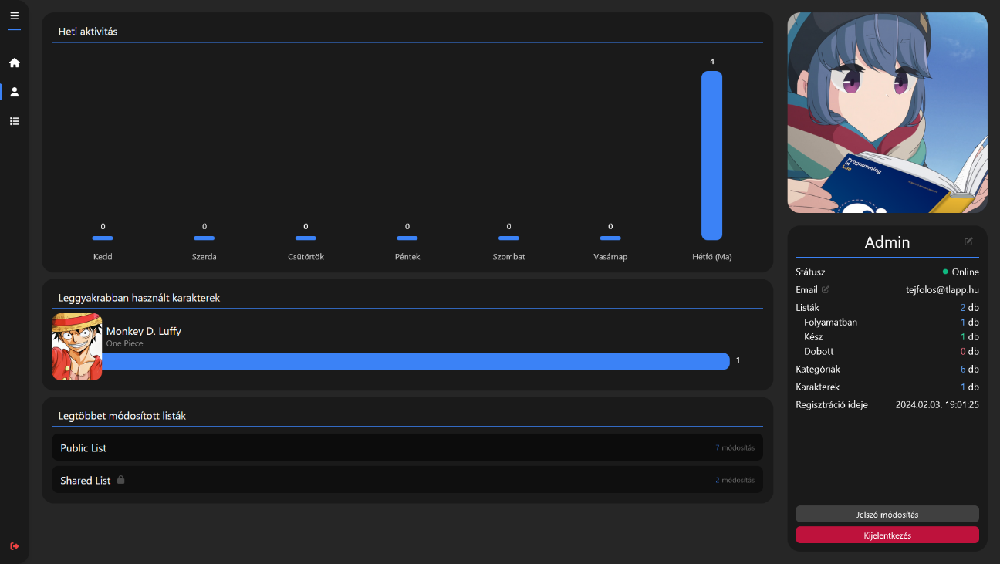 Heti aktivitás
4
0
0
0
0
0
0
Kedd
Szerda
Csütörtök
Péntek
Szombat
Vasárnap
Hétfő (Ma)
Leggyakrabban használt karakterek
Monkey D. Luffy
One Piece
1
Legtöbbet módosított listák
Public List
7 módosítás
Shared List
2 módosítás
Programming
in
Lua
Admin
Státusz
Online
Email
tejfolos@tlapp.hu
Listák
2 db
Folyamatban
1 db
Kész
1 db
Dobott
0 db
Kategóriák
6 db
Karakterek
1 db
Regisztráció ideje
2024.02.03. 19:01:25
Jelszó módosítás
Kijelentkezés